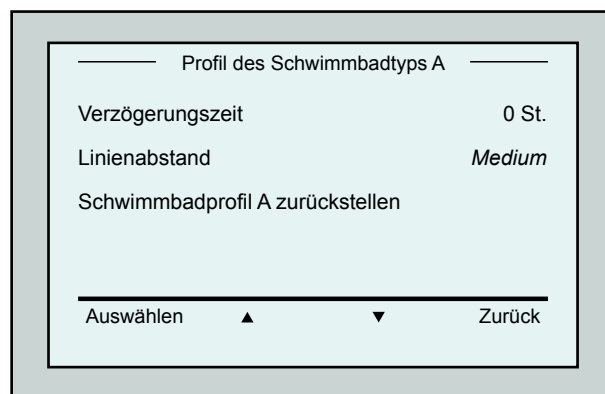 Profil des Schwimmbadtyps A
Verzögerungszeit 0 St.
Linienabstand Medium
Schwimmbadprofil A zurückstellen
Auswählen ▲ ▼ Zurück